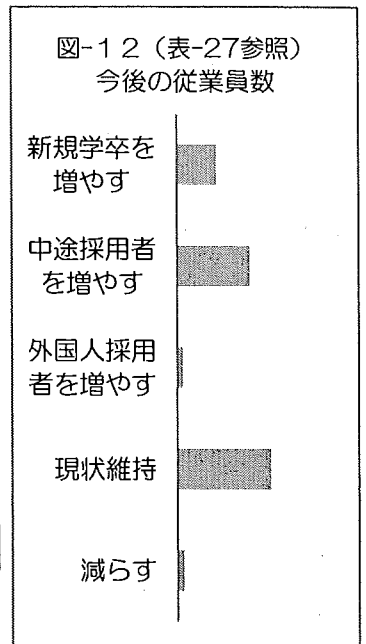 図-12(表-27参照)
今後の従業員数
新規学卒を
増やす
中途採用者
を増やす
外国人採用
者を増やす
現状維持
減らす